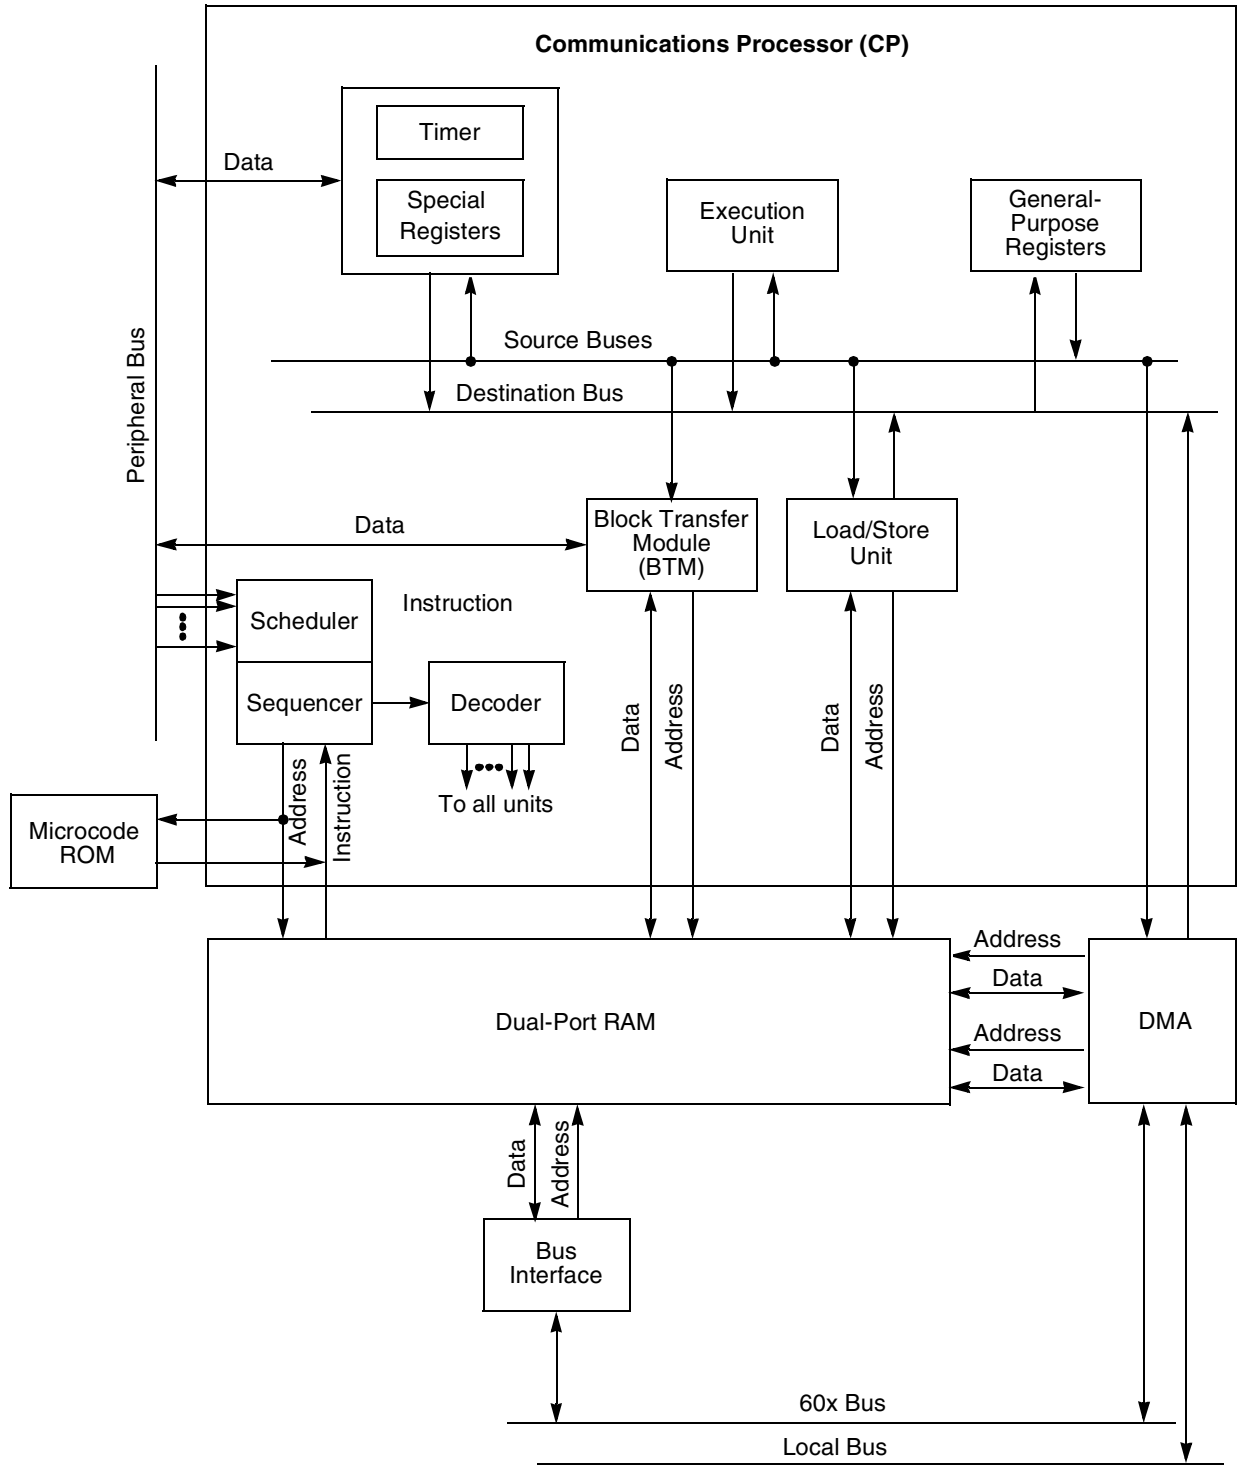 Communications Processor (CP)
Timer
Data
Special
Registers
Execution
Unit
General-
Purpose
Registers
Peripheral Bus
Source Buses
Destination Bus
Data
Block Transfer
Module
(BTM)
Load/Store
Unit
Instruction
Scheduler
Sequencer
Decoder
Data
Address
Data
Address
Address
Instruction
To all units
Microcode
ROM
Address
Data
Dual-Port RAM
DMA
Address
Data
Data
Address
Bus
Interface
60x Bus
Local Bus